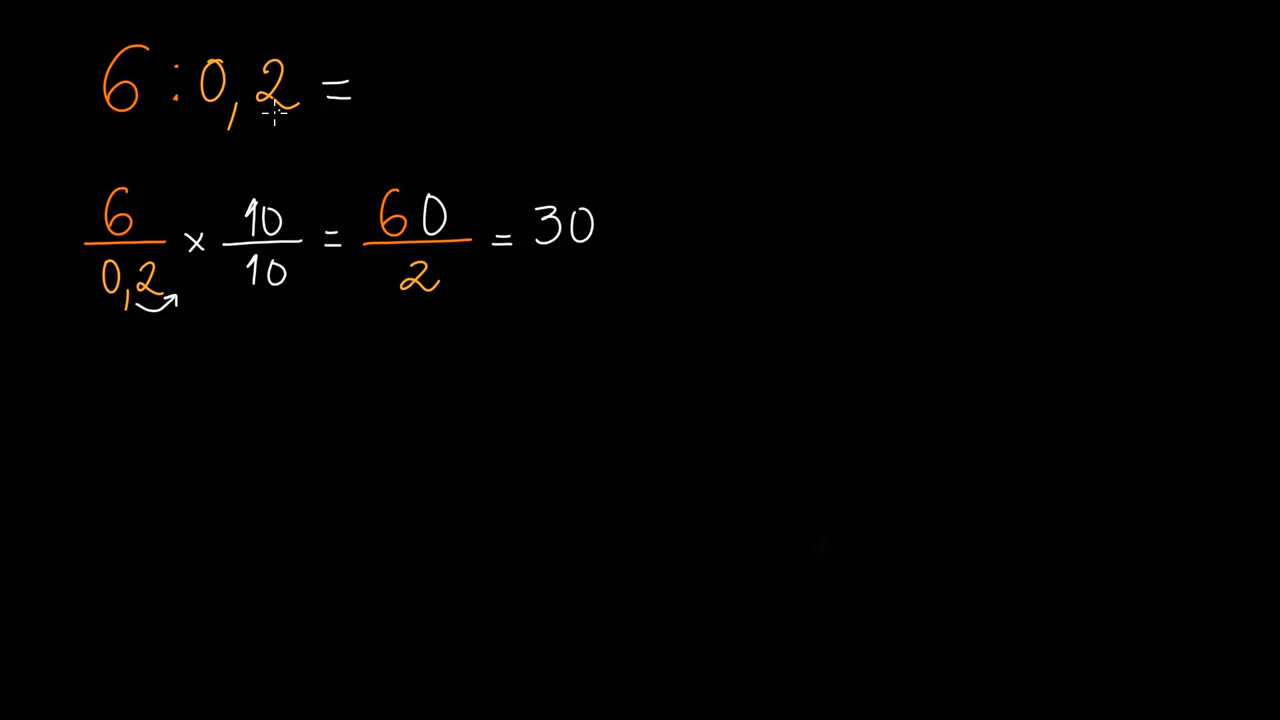 6 : 0,2 =
6/0,2 × 10/10 = 60/2 = 30